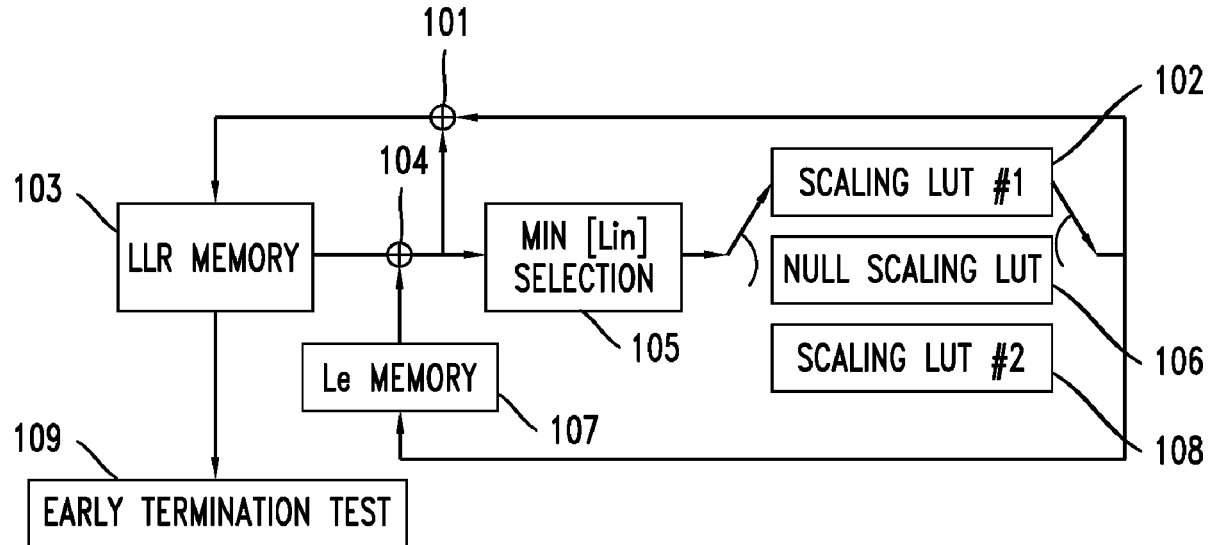 101
102
104
103
SCALING LUT #1
LLR MEMORY
MIN [Lin]
SELECTION
NULL SCALING LUT
105
106
Le MEMORY
SCALING LUT #2
107
108
109
EARLY TERMINATION TEST